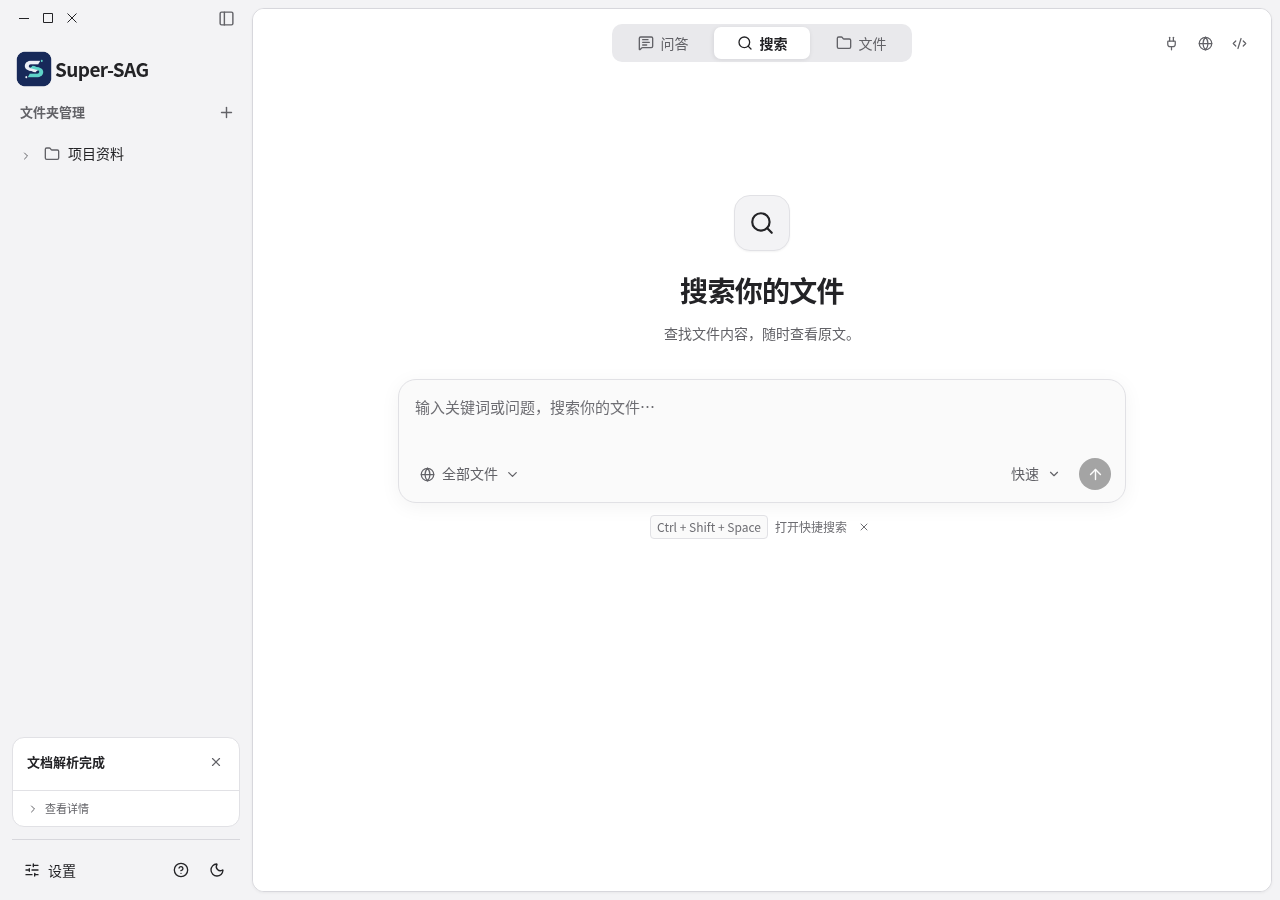 Super-SAG
文件夹管理
项目资料
文档解析完成
查看详情
设置
问答
搜索
文件
搜索你的文件
查找文件内容，随时查看原文。
输入关键词或问题，搜索你的文件…
全部文件
快速
Ctrl + Shift + Space 打开快捷搜索